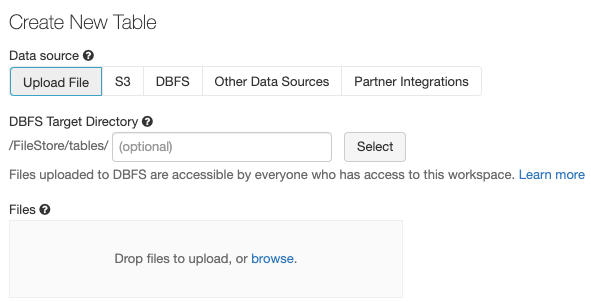 Create New Table
Data source ?
Upload File S3 DBFS Other Data Sources Partner Integrations
DBFS Target Directory ?
/FileStore/tables/ (optional) Select
Files uploaded to DBFS are accessible by everyone who has access to this workspace. Learn more
Files ?
Drop files to upload, or browse.